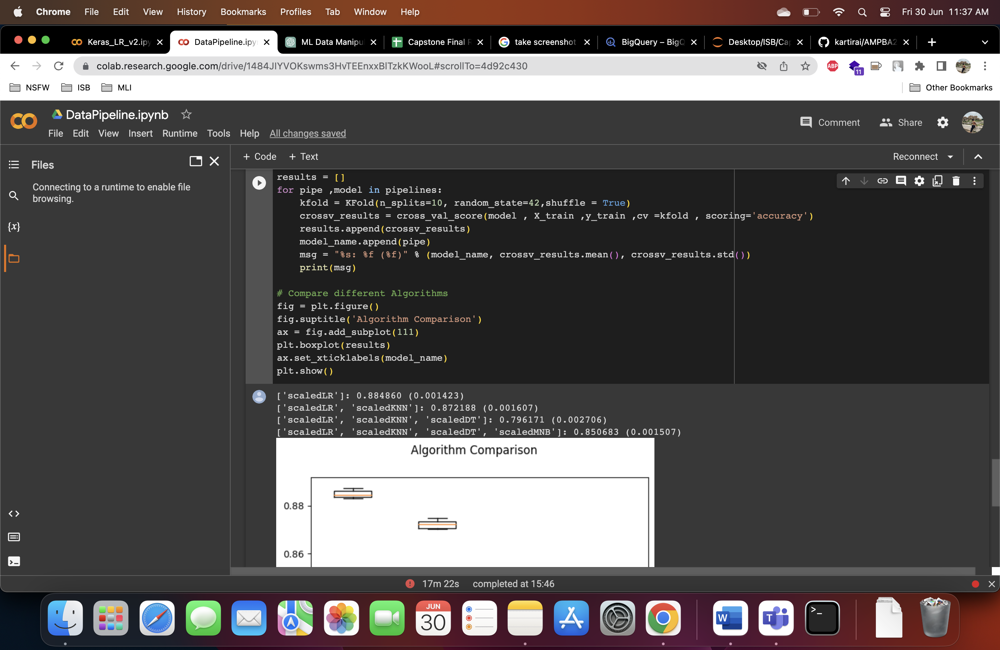 Chrome File Edit View History Bookmarks Profiles Tab Window Help Fri 30 Jun 11:37 AM
Keras_LR_v2.ipy DataPipeline.ipy ML Data Manipu Capstone Final R take screenshot BigQuery – BigQ Desktop/ISB/Cap kartirai/AMPBA2
colab.research.google.com/drive/1484JIYVOKswms3HvTEEnxxBlTzkKWooL#scrollTo=4d92c430 ABP 11
NSFW ISB MLI Other Bookmarks
DataPipeline.ipynb
File Edit View Insert Runtime Tools Help All changes saved
Comment Share
Files
+ Code + Text Reconnect
Connecting to a runtime to enable file
browsing.
{x}
results = []
for pipe ,model in pipelines:
kfold = KFold(n_splits=10, random_state=42,shuffle = True)
crossv_results = cross_val_score(model , X_train ,y_train ,cv =kfold , scoring='accuracy')
results.append(crossv_results)
model_name.append(pipe)
msg = "%s: %f (%f)" % (model_name, crossv_results.mean(), crossv_results.std())
print(msg)
# Compare different Algorithms
fig = plt.figure()
fig.suptitle('Algorithm Comparison')
ax = fig.add_subplot(111)
plt.boxplot(results)
ax.set_xticklabels(model_name)
plt.show()
['scaledLR']: 0.884860 (0.001423)
['scaledLR', 'scaledKNN']: 0.872188 (0.001607)
['scaledLR', 'scaledKNN', 'scaledDT']: 0.796171 (0.002706)
['scaledLR', 'scaledKNN', 'scaledDT', 'scaledMNB']: 0.850683 (0.001507)
Algorithm Comparison
0.88
0.86
17m 22s completed at 15:46
JUN
30
W
T